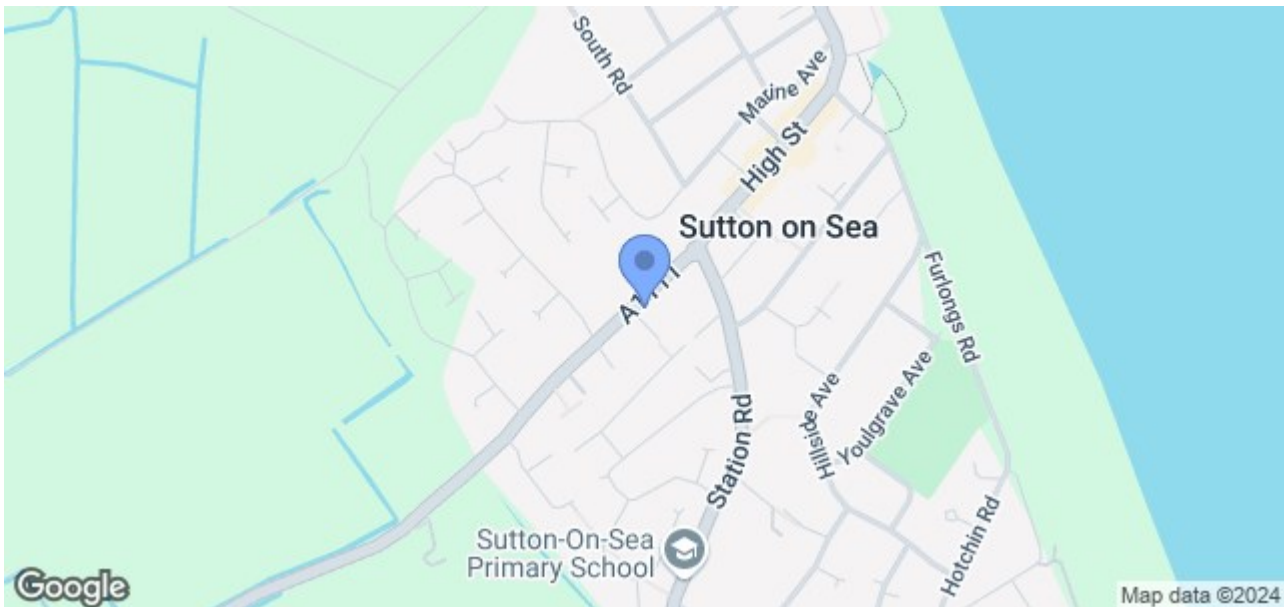 South Rd
Marine Ave
High St
Sutton on Sea
Furlongs Rd
Hillside Ave
Youlgrave Ave
Station Rd
Sutton-On-Sea
Primary School
Hotchin Rd
Google
Map data ©2024